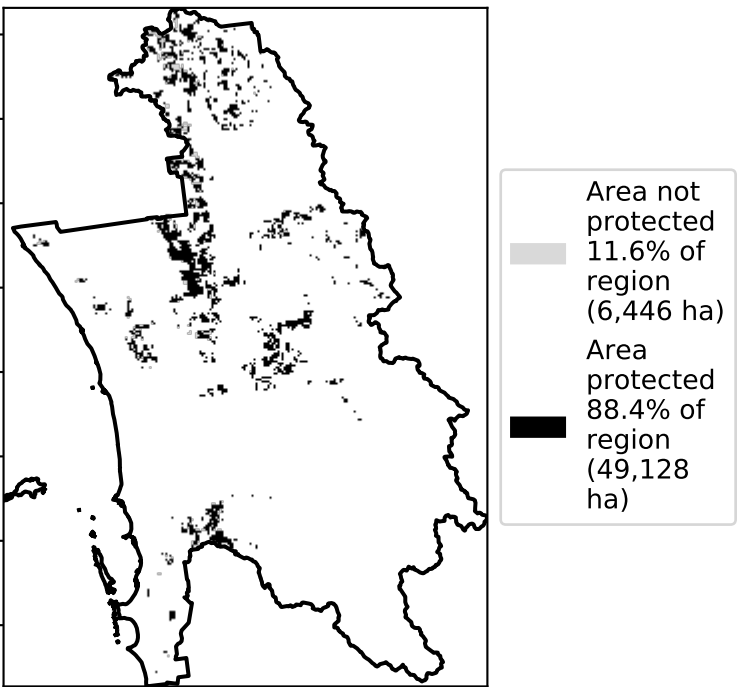 Area not
protected
11.6% of
region
(6,446 ha)
Area
protected
88.4% of
region
(49,128
ha)